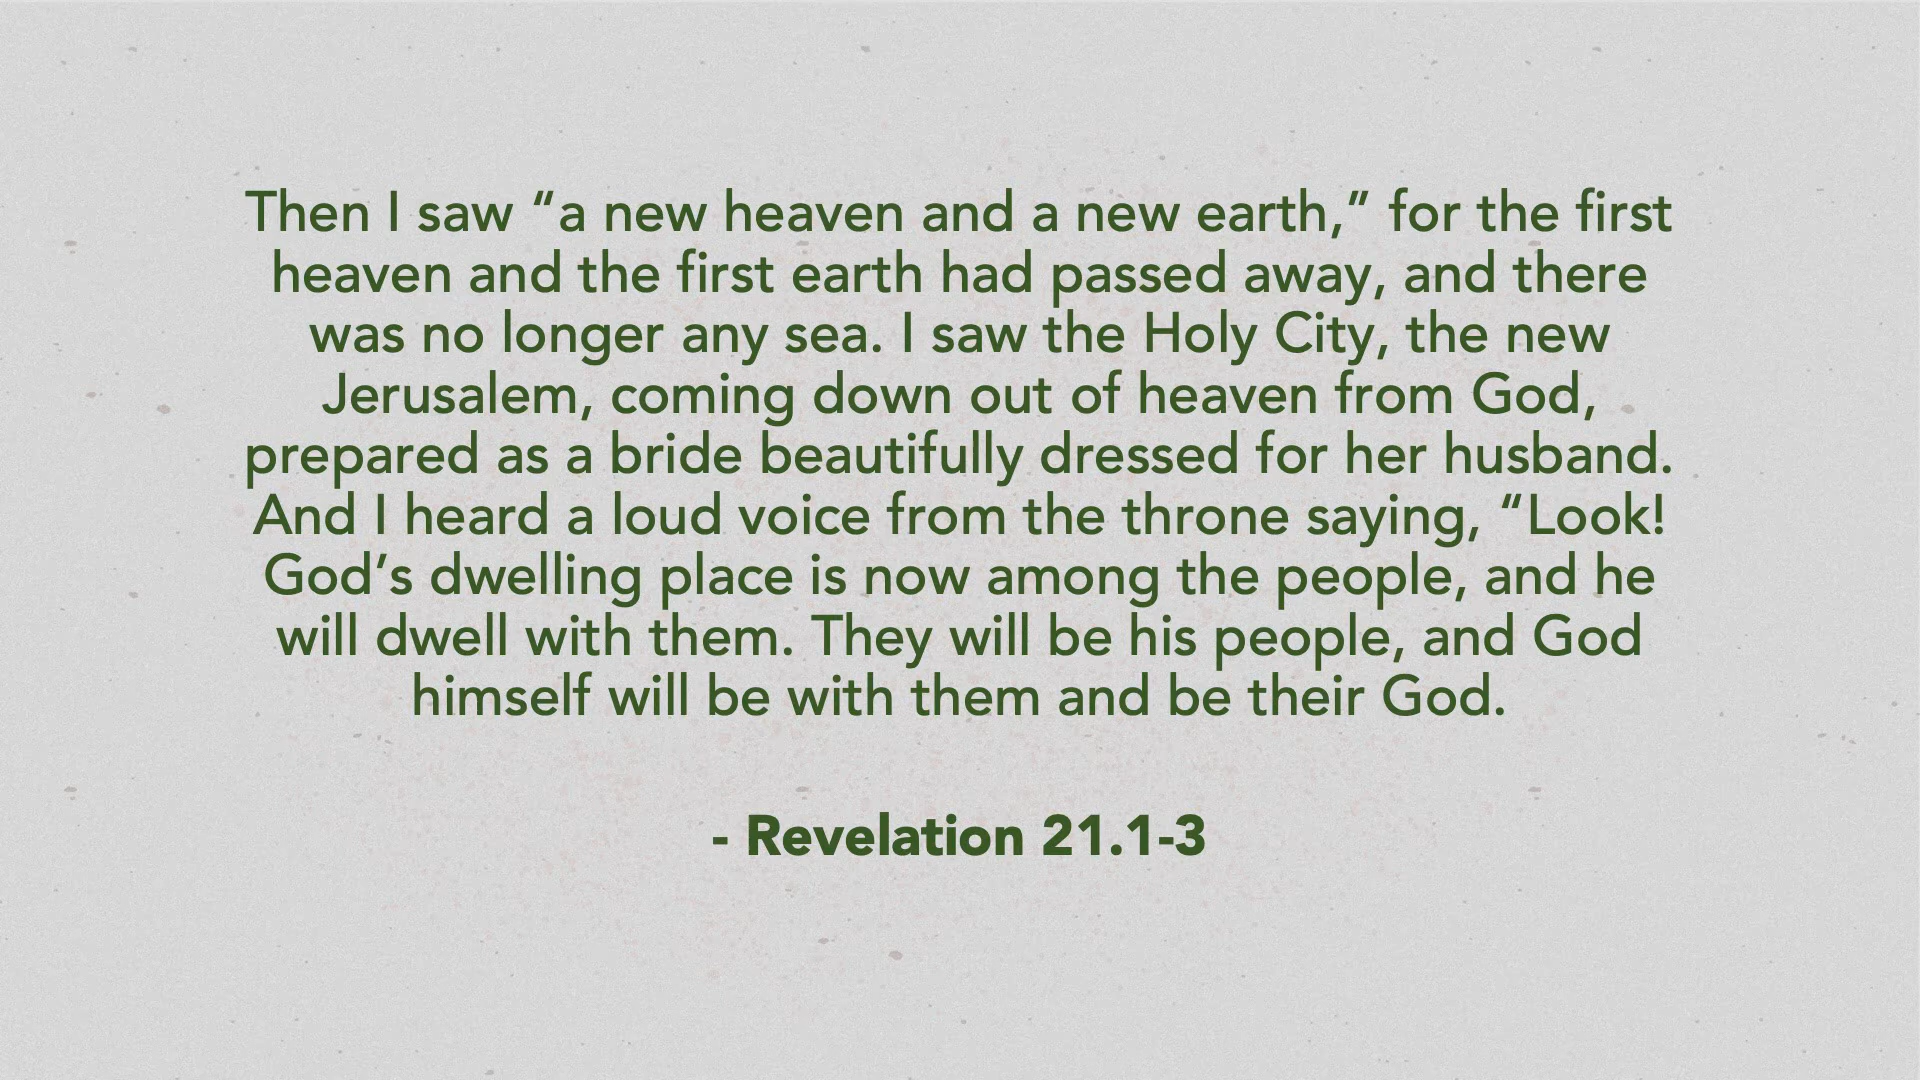 Then I saw “a new heaven and a new earth,” for the first
heaven and the first earth had passed away, and there
was no longer any sea. I saw the Holy City, the new
Jerusalem, coming down out of heaven from God,
prepared as a bride beautifully dressed for her husband.
And I heard a loud voice from the throne saying, “Look!
God’s dwelling place is now among the people, and he
will dwell with them. They will be his people, and God
himself will be with them and be their God.
- Revelation 21.1-3